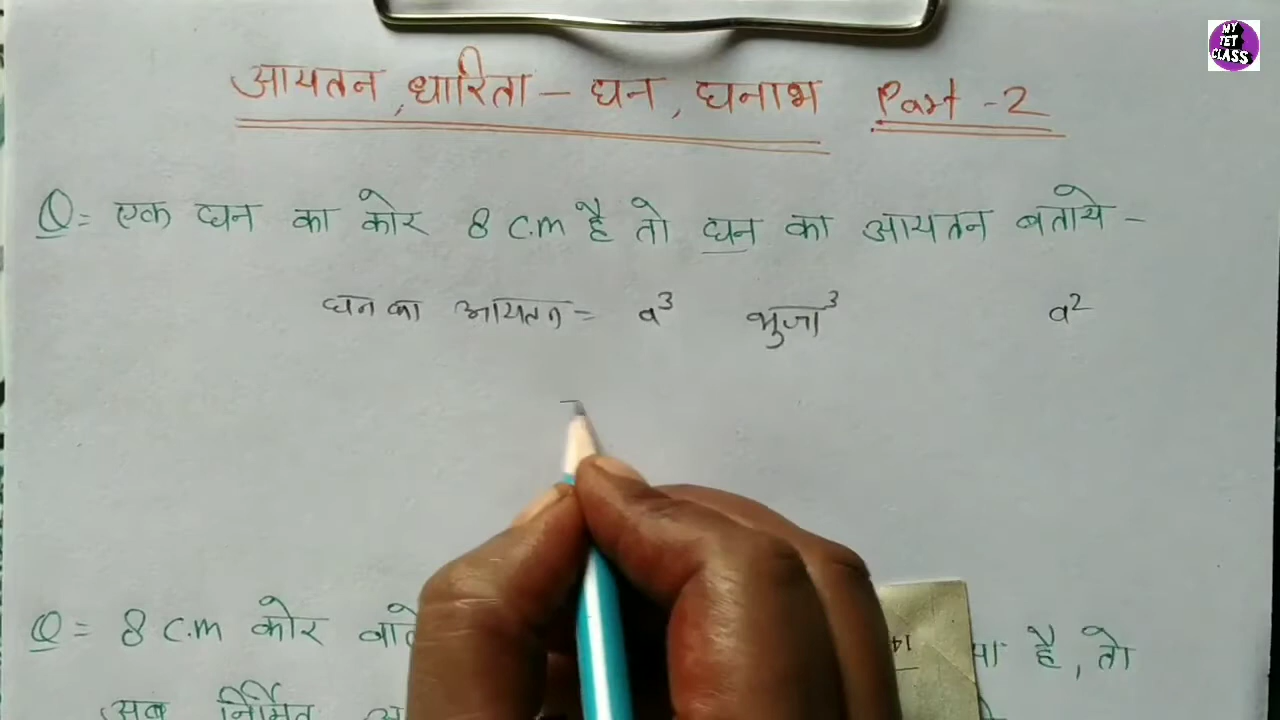 MY
TET
CLASS
आयतन, धारिता – घन, घनाभ Part -2
Q= एक घन का कोर 8 c.m है तो घन का आयतन बताये –
घन का आयतन = a³ भुजा³ a²
Q= 8 c.m कोर है, तो
सब निर्मित